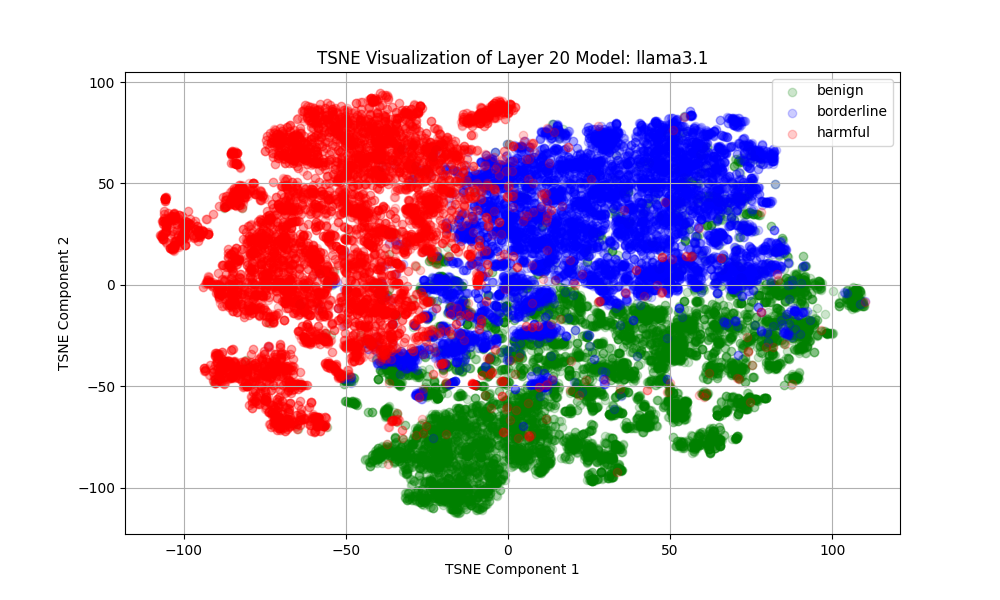 TSNE Visualization of Layer 20 Model: llama3.1
benign
borderline
harmful
100
50
0
−50
−100
TSNE Component 2
−100
−50
0
50
100
TSNE Component 1